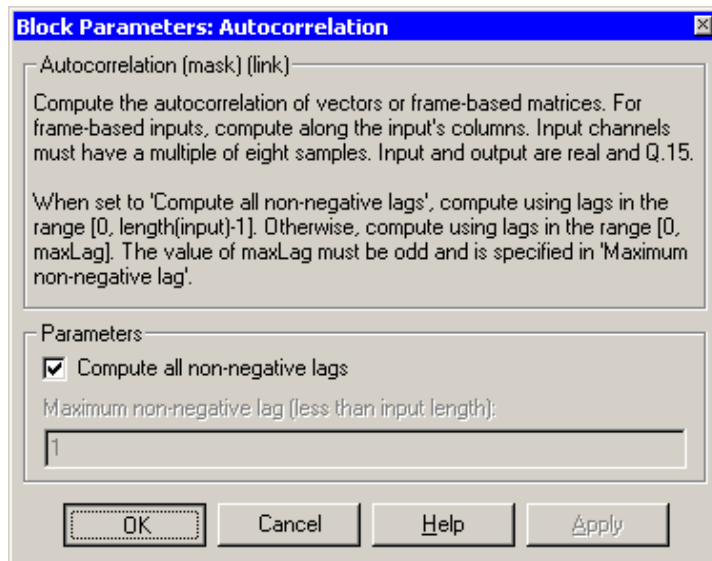 Block Parameters: Autocorrelation
Autocorrelation (mask) (link)
Compute the autocorrelation of vectors or frame-based matrices. For
frame-based inputs, compute along the input's columns. Input channels
must have a multiple of eight samples. Input and output are real and Q.15.
When set to 'Compute all non-negative lags', compute using lags in the
range [0, length(input)-1]. Otherwise, compute using lags in the range [0,
maxLag]. The value of maxLag must be odd and is specified in 'Maximum
non-negative lag'.
Parameters
Compute all non-negative lags
Maximum non-negative lag (less than input length):
1
OK Cancel Help Apply